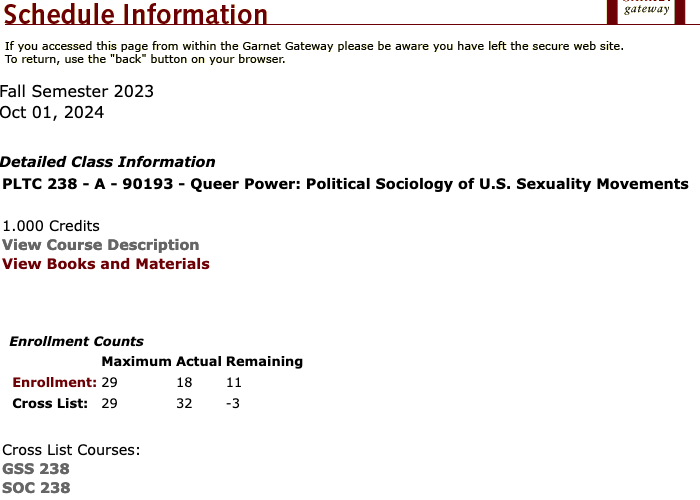 Schedule Information
gateway
If you accessed this page from within the Garnet Gateway please be aware you have left the secure web site.
To return, use the "back" button on your browser.
Fall Semester 2023
Oct 01, 2024
Detailed Class Information
PLTC 238 - A - 90193 - Queer Power: Political Sociology of U.S. Sexuality Movements
1.000 Credits
View Course Description
View Books and Materials
Enrollment Counts
Maximum Actual Remaining
Enrollment: 29 18 11
Cross List: 29 32 -3
Cross List Courses:
GSS 238
SOC 238